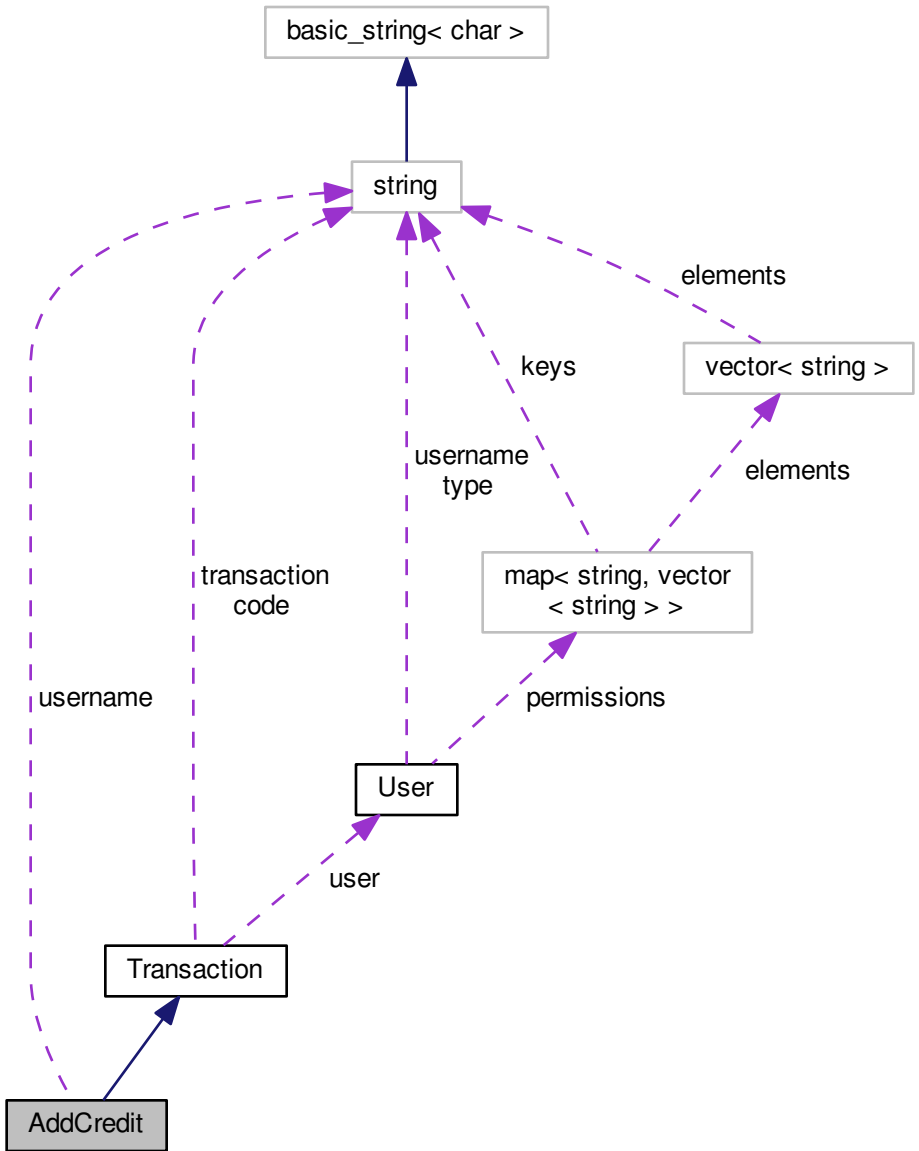 basic_string< char >
string
elements
keys
vector< string >
username
type
elements
transaction
code
map< string, vector
< string > >
username
permissions
User
user
Transaction
AddCredit